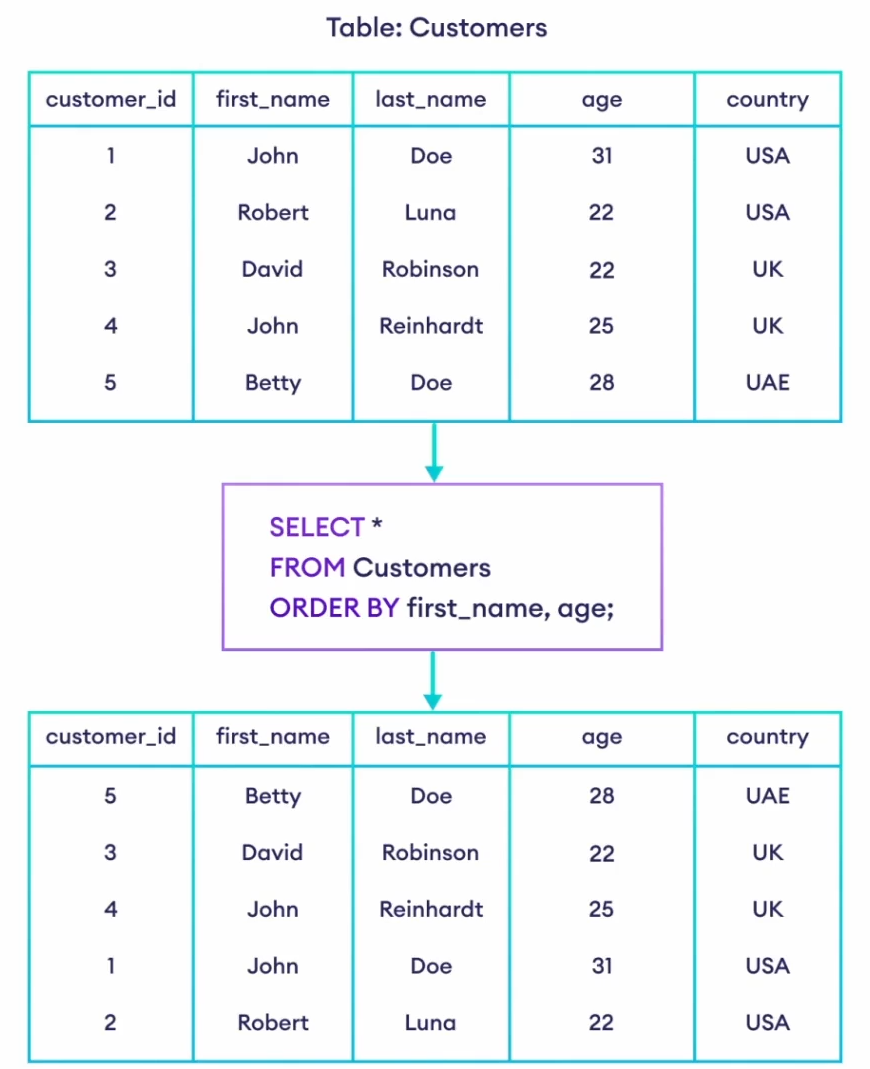 Table: Customers
customer_id first_name last_name age country
1 John Doe 31 USA
2 Robert Luna 22 USA
3 David Robinson 22 UK
4 John Reinhardt 25 UK
5 Betty Doe 28 UAE
SELECT *
FROM Customers
ORDER BY first_name, age;
customer_id first_name last_name age country
5 Betty Doe 28 UAE
3 David Robinson 22 UK
4 John Reinhardt 25 UK
1 John Doe 31 USA
2 Robert Luna 22 USA